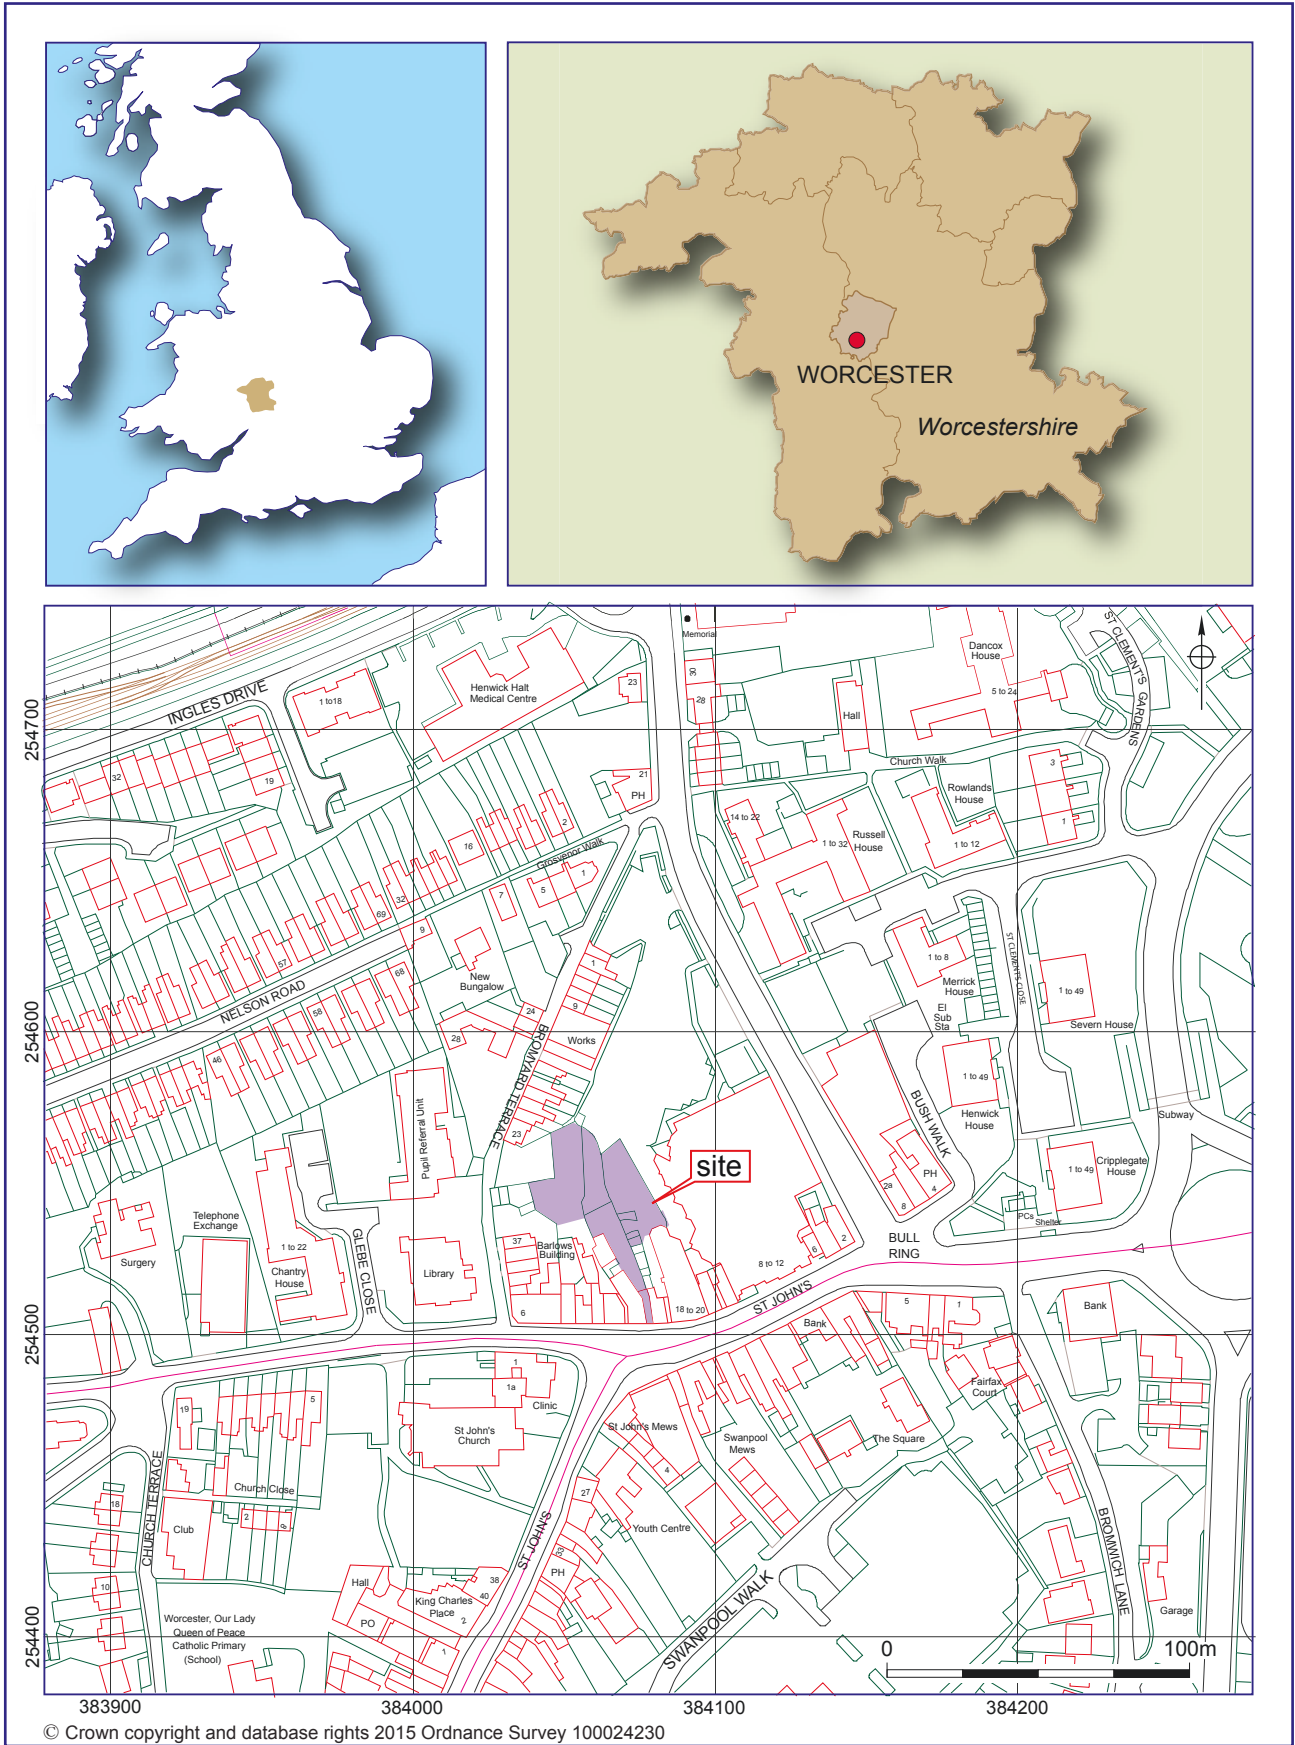 WORCESTER
Worcestershire
Memorial
ST CLEMENT'S GARDENS
Dancox
House
5 to 24
30
28
Hall
23
Henwick Halt
Medical Centre
1 to18
INGLES DRIVE
32
19
21
PH
Church Walk
Rowlands
House
3
1
1 to 12
14 to 22
1 to 32
Russell
House
2
16
Grosvenor Walk
1
5
7
32
69
9
57
NELSON ROAD
68
58
46
New
Bungalow
24
28
1
9
Works
BROMYARD TERRACE
23
ST CLEMENTS CLOSE
1 to 8
Merrick
House
El
Sub
Sta
1 to 49
Severn House
1 to 49
Henwick
House
Subway
BUSH WALK
1 to 49
Cripplegate
House
PCs
Shelter
PH
4
2a
8
BULL
RING
site
Pupil Referral Unit
Telephone
Exchange
Surgery
1 to 22
Chantry
House
GLEBE CLOSE
Library
37
Barlows
Building
6
18 to 20
8 to 12
6
2
ST JOHN'S
Bank
5
1
Bank
Fairfax
Court
The Square
1
1a
Clinic
St John's
Church
St John's Mews
4
Swanpool
Mews
19
5
Church Close
2
8
CHURCH TERRACE
18
10
Club
27
Youth Centre
33
PH
ST JOHN'S
Hall
PO
King Charles
Place
38
40
2
1
Worcester, Our Lady
Queen of Peace
Catholic Primary
(School)
SWANPOOL WALK
BROMWICH LANE
Garage
0
100m
254700
254600
254500
254400
383900
384000
384100
384200
© Crown copyright and database rights 2015 Ordnance Survey 100024230